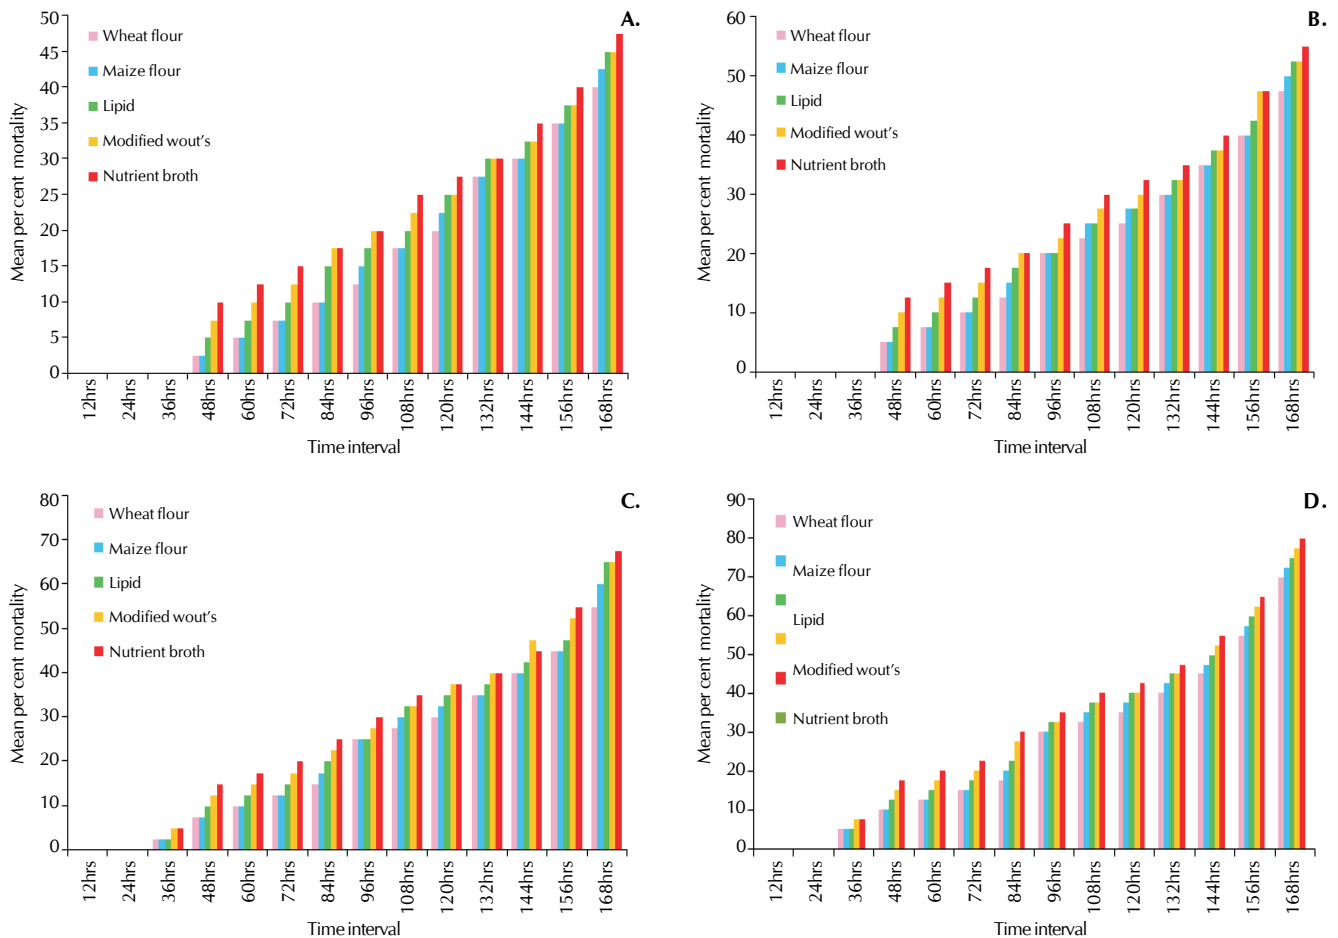 A.
50
45
40
35
30
25
20
15
10
5
0
Mean per cent mortality
Wheat flour
Maize flour
Lipid
Modified wout's
Nutrient broth
12hrs
24hrs
36hrs
48hrs
60hrs
72hrs
84hrs
96hrs
108hrs
120hrs
132hrs
144hrs
156hrs
168hrs
Time interval
B.
60
50
40
30
20
10
0
Mean per cent mortality
Wheat flour
Maize flour
Lipid
Modified wout's
Nutrient broth
12hrs
24hrs
36hrs
48hrs
60hrs
72hrs
84hrs
96hrs
108hrs
120hrs
132hrs
144hrs
156hrs
168hrs
Time interval
C.
80
70
60
50
40
30
20
10
0
Mean per cent mortality
Wheat flour
Maize flour
Lipid
Modified wout's
Nutrient broth
12hrs
24hrs
36hrs
48hrs
60hrs
72hrs
84hrs
96hrs
108hrs
120hrs
132hrs
144hrs
156hrs
168hrs
Time interval
D.
90
80
70
60
50
40
30
20
10
0
Mean per cent mortality
Wheat flour
Maize flour
Lipid
Modified wout's
Nutrient broth
12hrs
24hrs
36hrs
48hrs
60hrs
72hrs
84hrs
96hrs
108hrs
120hrs
132hrs
144hrs
156hrs
168hrs
Time interval